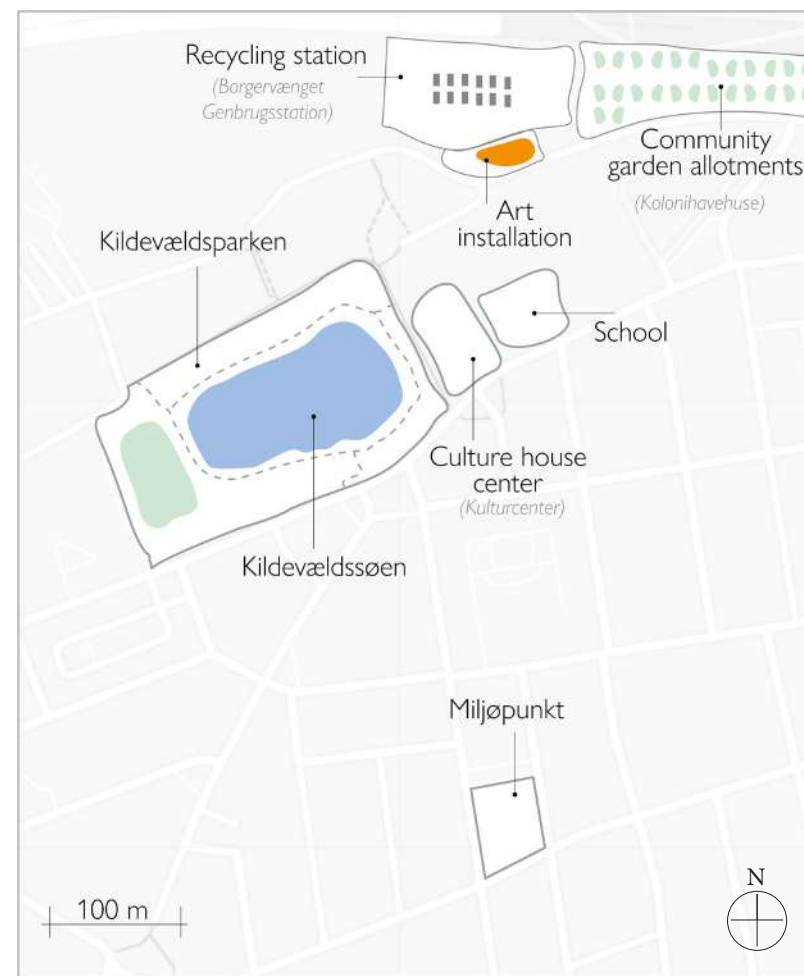 Recycling station
(Borgervænget
Genbrugsstation)
Community
garden allotments
(Kolonihavehuse)
Art
installation
Kildevældsparken
School
Culture house
center
(Kulturcenter)
Kildevældssøen
Miljøpunkt
100 m
N